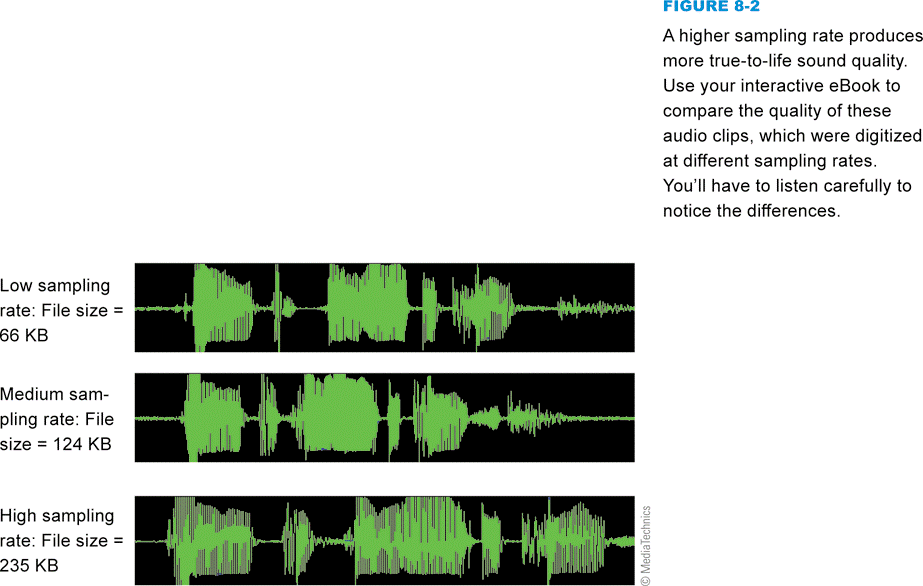 FIGURE 8-2
A higher sampling rate produces
more true-to-life sound quality.
Use your interactive eBook to
compare the quality of these
audio clips, which were digitized
at different sampling rates.
You'll have to listen carefully to
notice the differences.
Low sampling
rate: File size =
66 KB
Medium sam-
pling rate: File
size = 124 KB
High sampling
rate: File size =
235 KB
© MediaTechnics